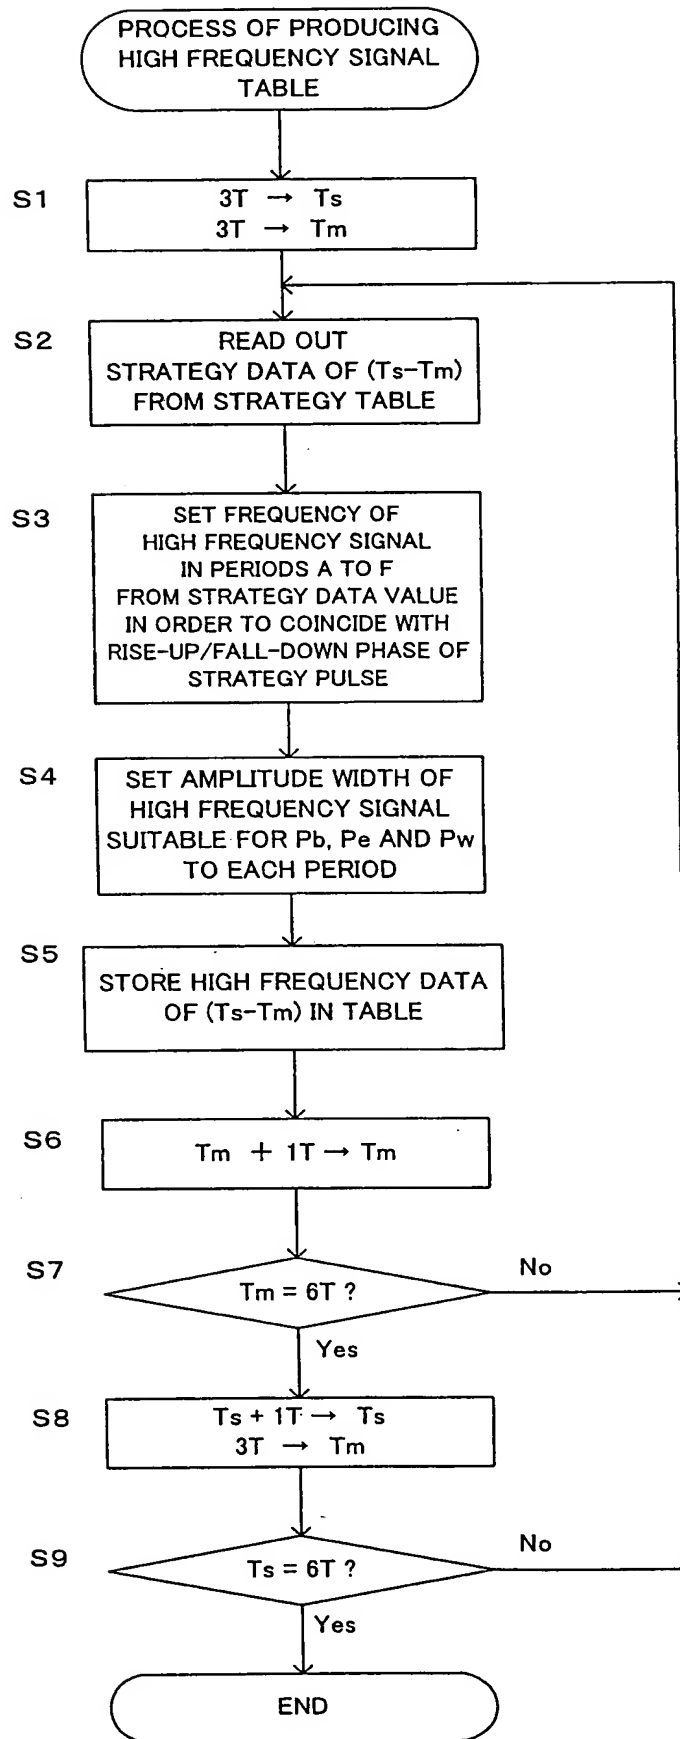 PROCESS OF PRODUCING
HIGH FREQUENCY SIGNAL
TABLE
S1
3T → Ts
3T → Tm
S2
READ OUT
STRATEGY DATA OF (Ts-Tm)
FROM STRATEGY TABLE
S3
SET FREQUENCY OF
HIGH FREQUENCY SIGNAL
IN PERIODS A TO F
FROM STRATEGY DATA VALUE
IN ORDER TO COINCIDE WITH
RISE-UP/FALL-DOWN PHASE OF
STRATEGY PULSE
S4
SET AMPLITUDE WIDTH OF
HIGH FREQUENCY SIGNAL
SUITABLE FOR Pb, Pe AND Pw
TO EACH PERIOD
S5
STORE HIGH FREQUENCY DATA
OF (Ts-Tm) IN TABLE
S6
Tm + 1T → Tm
S7
Tm = 6T ?
No
Yes
S8
Ts + 1T → Ts
3T → Tm
S9
Ts = 6T ?
No
Yes
END